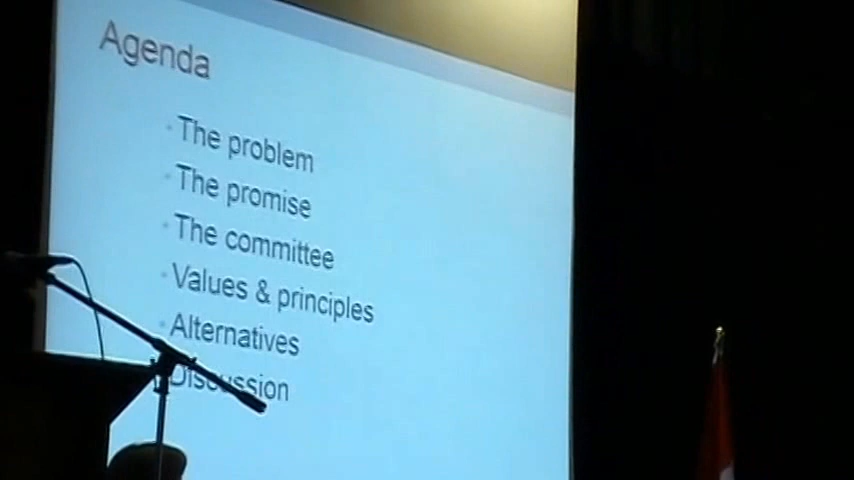 Agenda
The problem
The promise
The committee
Values & principles
Alternatives
Discussion